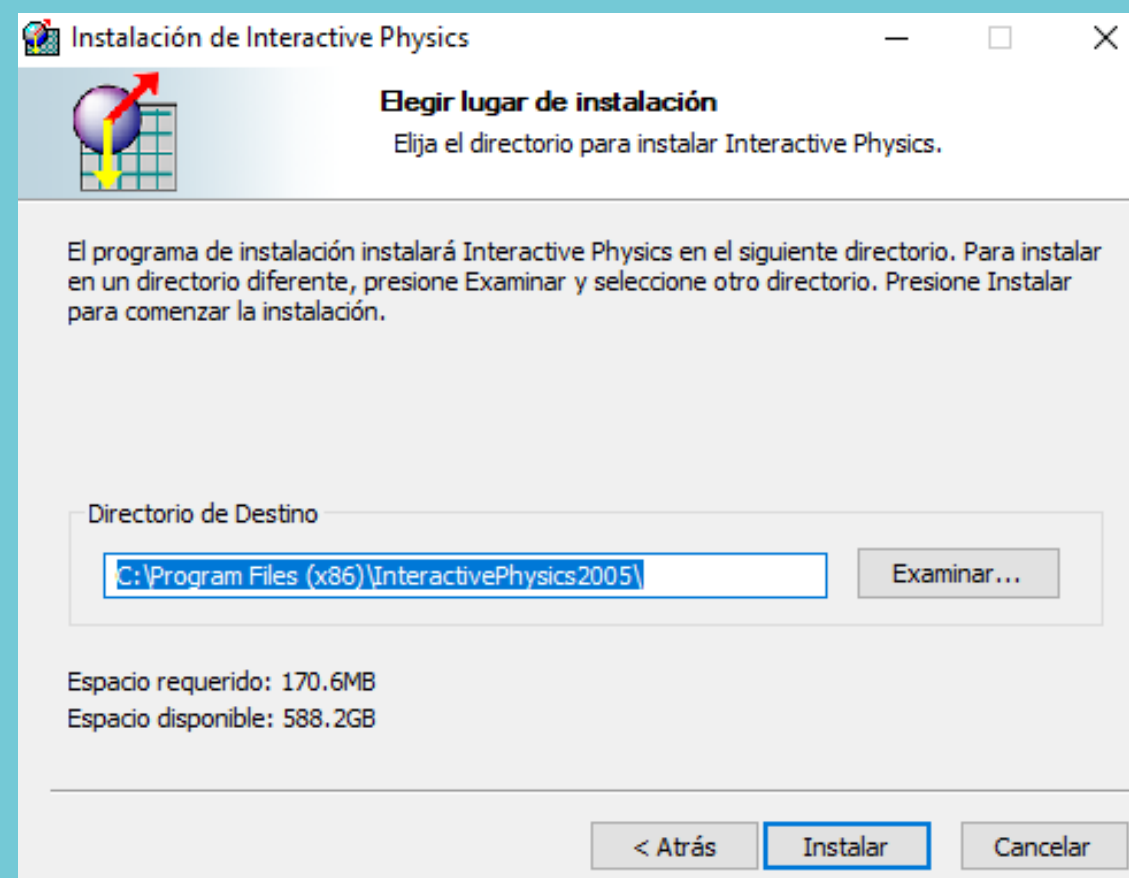 Instalación de Interactive Physics
Elegir lugar de instalación
Elija el directorio para instalar Interactive Physics.
El programa de instalación instalará Interactive Physics en el siguiente directorio. Para instalar
en un directorio diferente, presione Examinar y seleccione otro directorio. Presione Instalar
para comenzar la instalación.
Directorio de Destino
C:\Program Files (x86)\InteractivePhysics2005\
Examinar...
Espacio requerido: 170.6MB
Espacio disponible: 588.2GB
< Atrás
Instalar
Cancelar